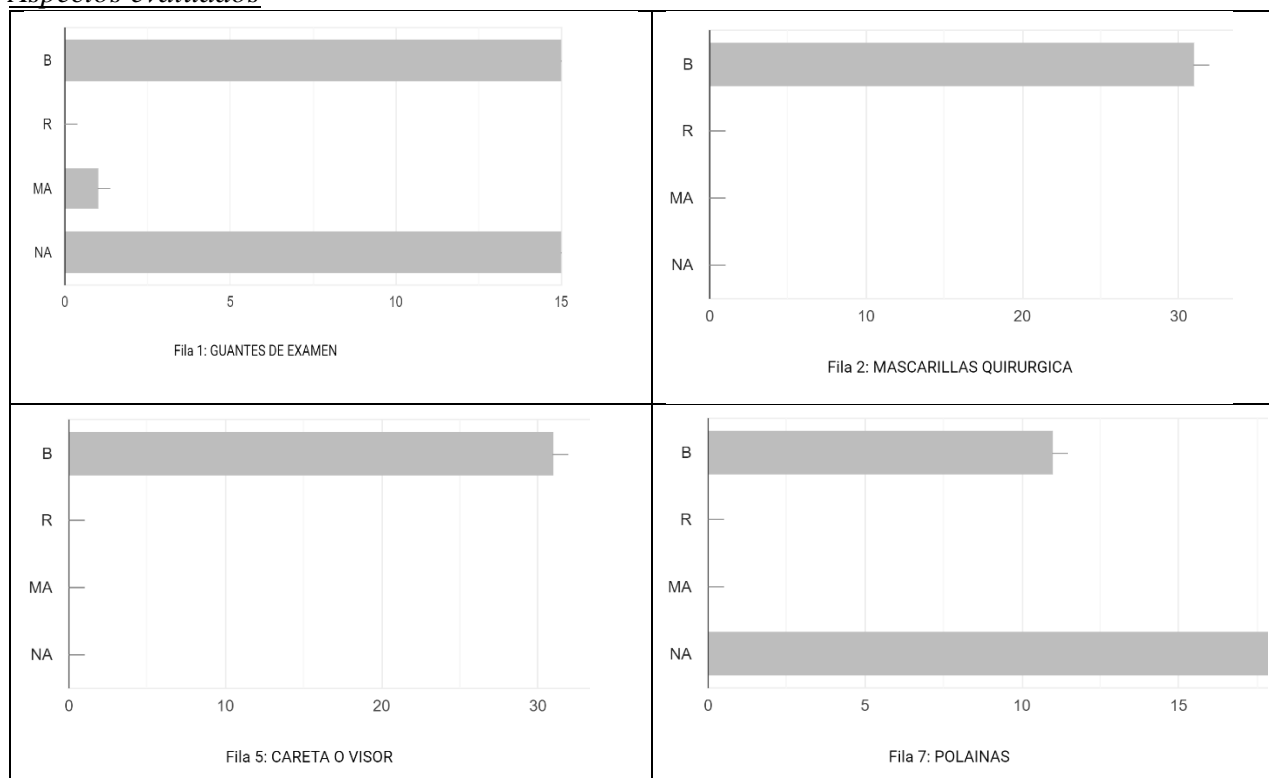 Aspectos evaluados
B
R
MA
NA
0 5 10 15
Fila 1: GUANTES DE EXAMEN
B
R
MA
NA
0 10 20 30
Fila 2: MASCARILLAS QUIRURGICA
B
R
MA
NA
0 10 20 30
Fila 5: CARETA O VISOR
B
R
MA
NA
0 5 10 15
Fila 7: POLAINAS